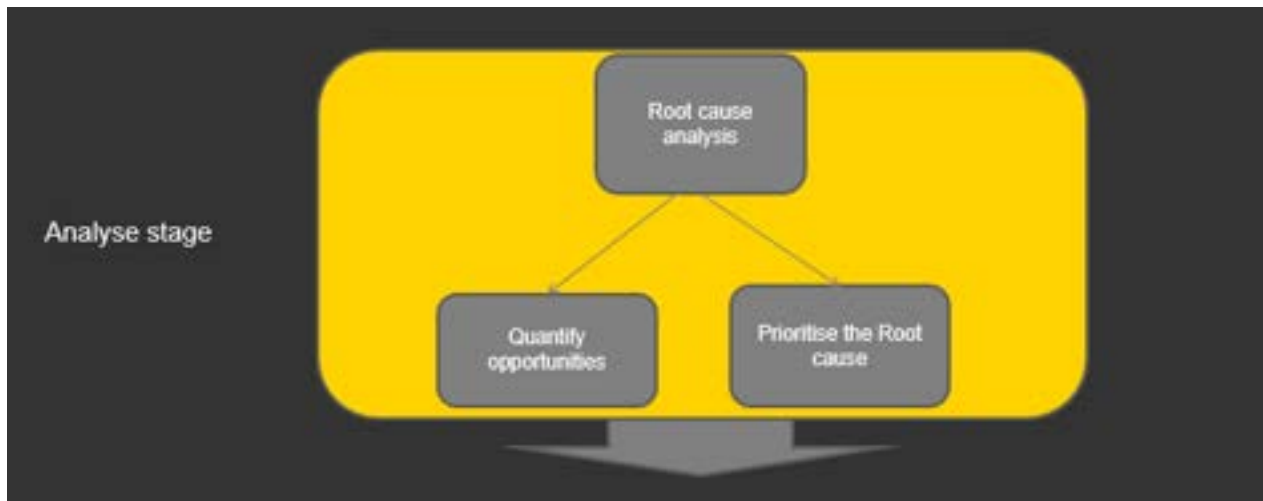 Root cause
analysis
Analyse stage
Quantify
opportunities
Prioritise the Root
cause